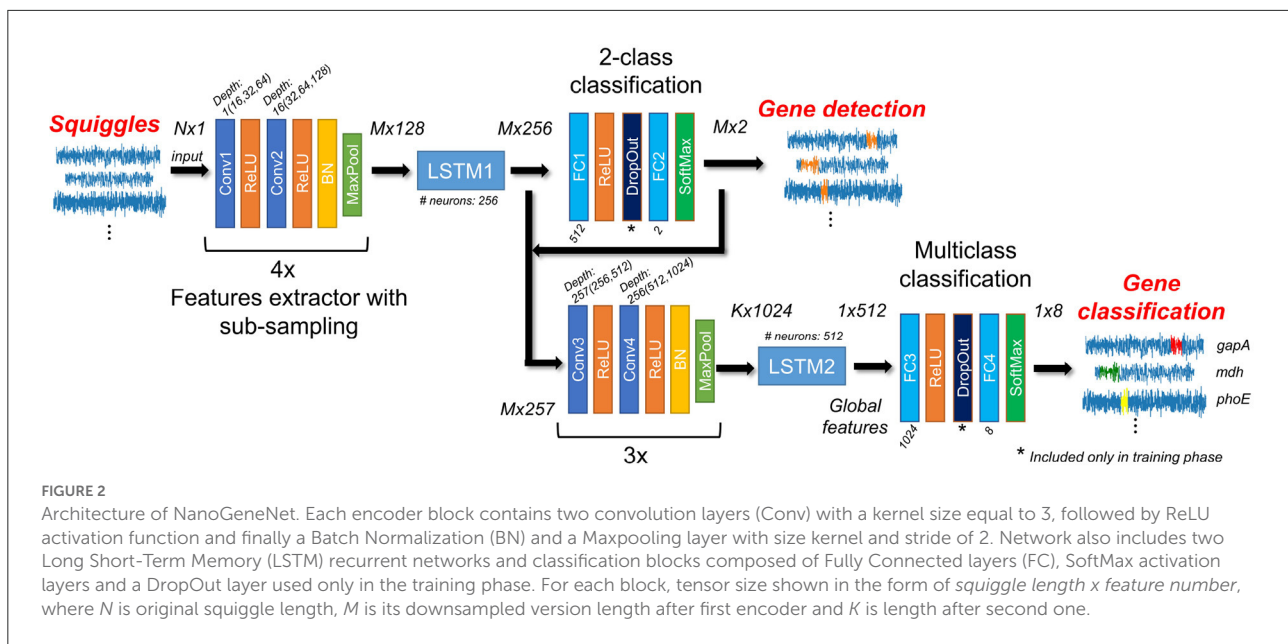 Squiggles
Nx1
input
Depth:
1(16,32,64)
Depth:
16(32,64,128)
Conv1
ReLU
Conv2
ReLU
BN
MaxPool
4x
Features extractor with
sub-sampling
Mx128
LSTM1
# neurons: 256
Mx256
2-class
classification
FC1
ReLU
DropOut
FC2
SoftMax
512
*
2
Mx2
Gene detection
Mx257
Depth:
257(256,512)
Depth:
256(512,1024)
Conv3
ReLU
Conv4
ReLU
BN
MaxPool
3x
Kx1024
# neurons: 512
LSTM2
1x512
Global
features
Multiclass
classification
FC3
ReLU
DropOut
FC4
SoftMax
1024
*
8
1x8
Gene
classification
gapA
mdh
phoE
* Included only in training phase
FIGURE 2
Architecture of NanoGeneNet. Each encoder block contains two convolution layers (Conv) with a kernel size equal to 3, followed by ReLU
activation function and finally a Batch Normalization (BN) and a Maxpooling layer with size kernel and stride of 2. Network also includes two
Long Short-Term Memory (LSTM) recurrent networks and classification blocks composed of Fully Connected layers (FC), SoftMax activation
layers and a DropOut layer used only in the training phase. For each block, tensor size shown in the form of squiggle length x feature number,
where N is original squiggle length, M is its downsampled version length after first encoder and K is length after second one.